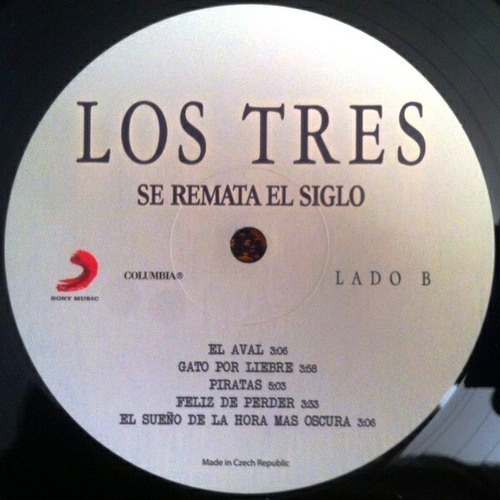 LOS TRES
SE REMATA EL SIGLO
SONY MUSIC
COLUMBIA®
LADO B
EL AVAL 3:06
GATO POR LIEBRE 3:58
PIRATAS 5:03
FELIZ DE PERDER 3:33
EL SUEÑO DE LA HORA MAS OSCURA 3:06
Made in Czech Republic